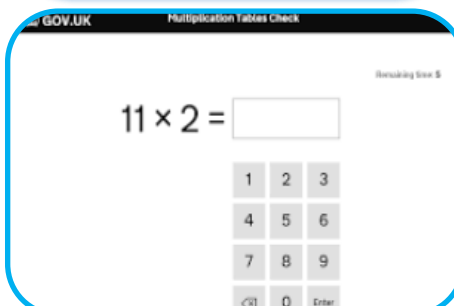 GOV.UK Multiplication Tables Check
Remaining time: 5
11 × 2 =
1 2 3
4 5 6
7 8 9
0 Enter